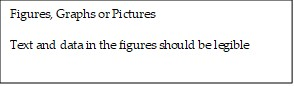 Figures, Graphs or Pictures
Text and data in the figures should be legible